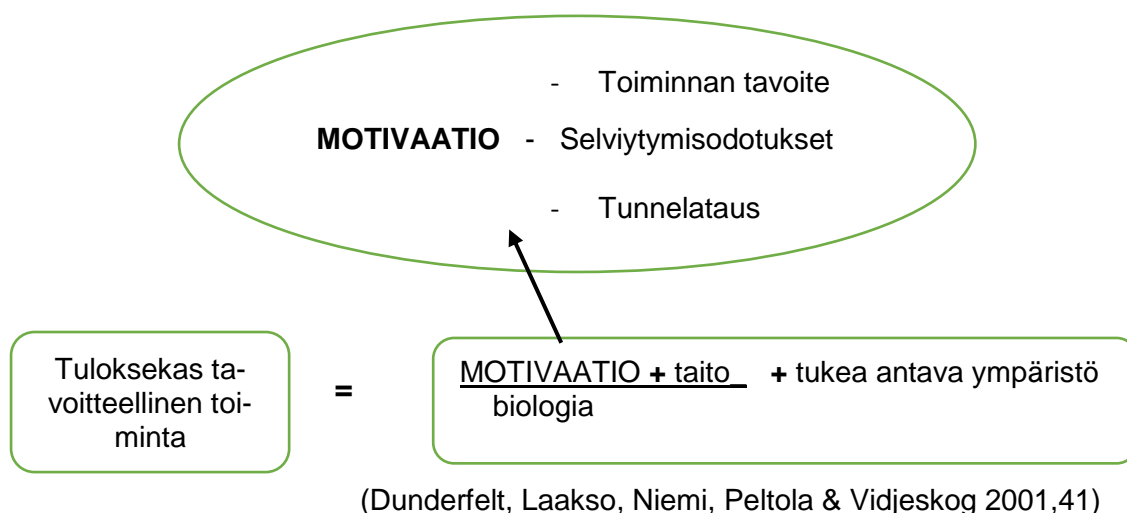 - Toiminnan tavoite
MOTIVAATIO - Selviytymisodotukset
- Tunnelataus
Tuloksekas ta-
voitteellinen toi-
minta
=
MOTIVAATIO + taito_ + tukea antava ympäristö
biologia
(Dunderfelt, Laakso, Niemi, Peltola & Vidjeskog 2001,41)